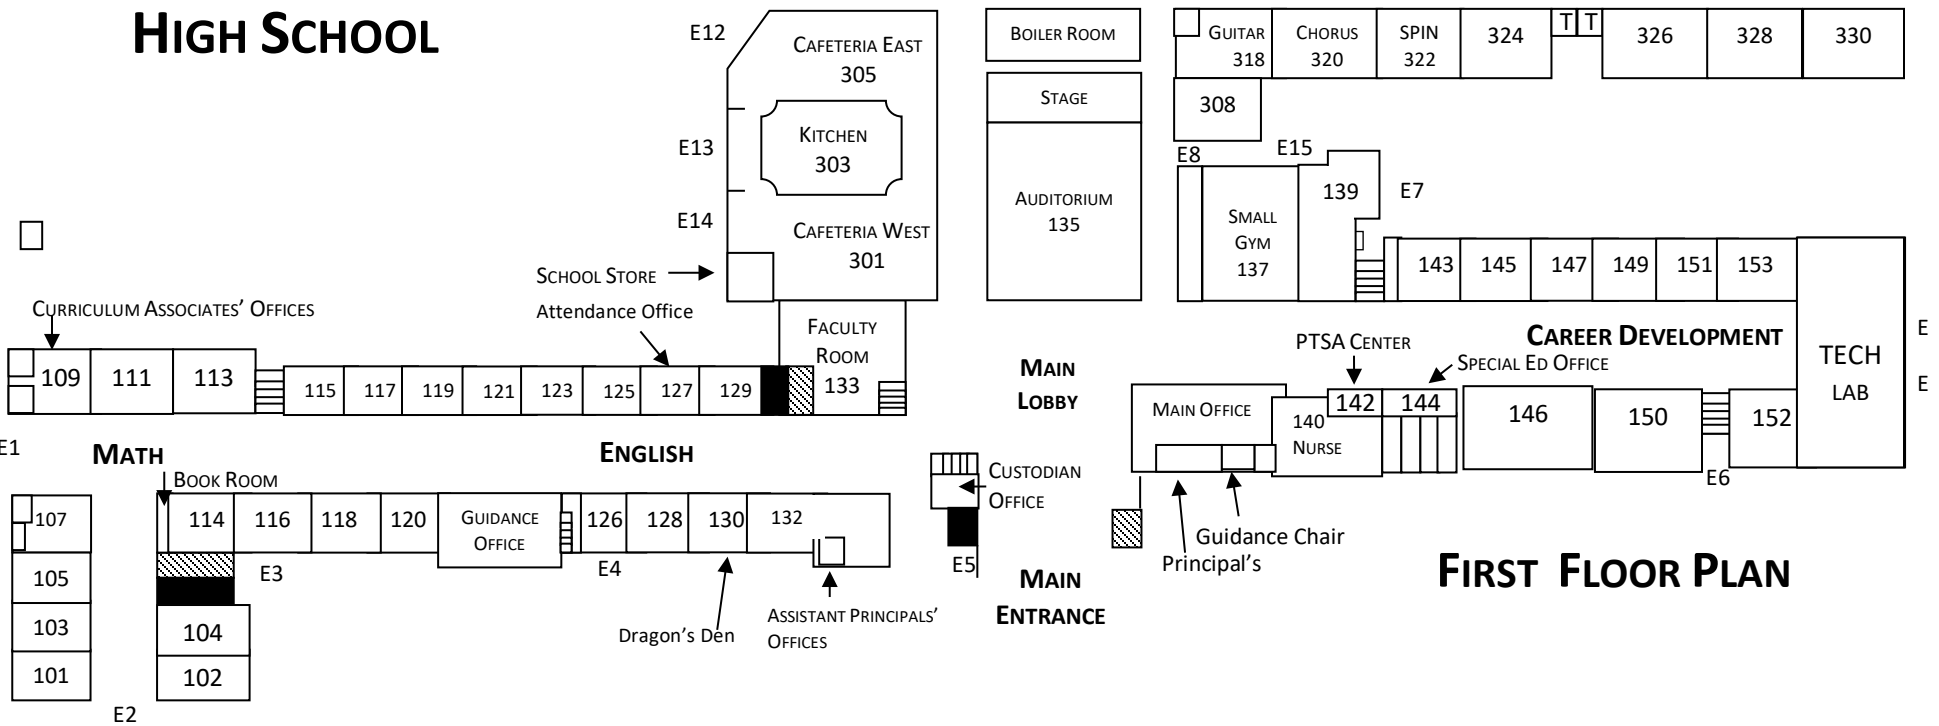 HIGH SCHOOL
E12
CAFETERIA EAST
305
KITCHEN
303
E13
E14
CAFETERIA WEST
301
SCHOOL STORE
Attendance Office
FACULTY
ROOM
133
BOILER ROOM
STAGE
AUDITORIUM
135
GUITAR
318
CHORUS
320
SPIN
322
324
T
T
326
328
330
308
E8
E15
139
E7
SMALL
GYM
137
143
145
147
149
151
153
CURRICULUM ASSOCIATES’ OFFICES
109
111
113
115
117
119
121
123
125
127
129
MAIN
LOBBY
PTSA CENTER
CAREER DEVELOPMENT
SPECIAL ED OFFICE
TECH
LAB
E
E
MAIN OFFICE
140
NURSE
142
144
146
150
152
E6
E1
MATH
ENGLISH
BOOK ROOM
107
105
103
101
114
116
118
120
GUIDANCE
OFFICE
126
128
130
132
E3
E4
104
102
E2
CUSTODIAN
OFFICE
E5
MAIN
ENTRANCE
Guidance Chair
Principal's
Dragon’s Den
ASSISTANT PRINCIPALS’
OFFICES
FIRST FLOOR PLAN